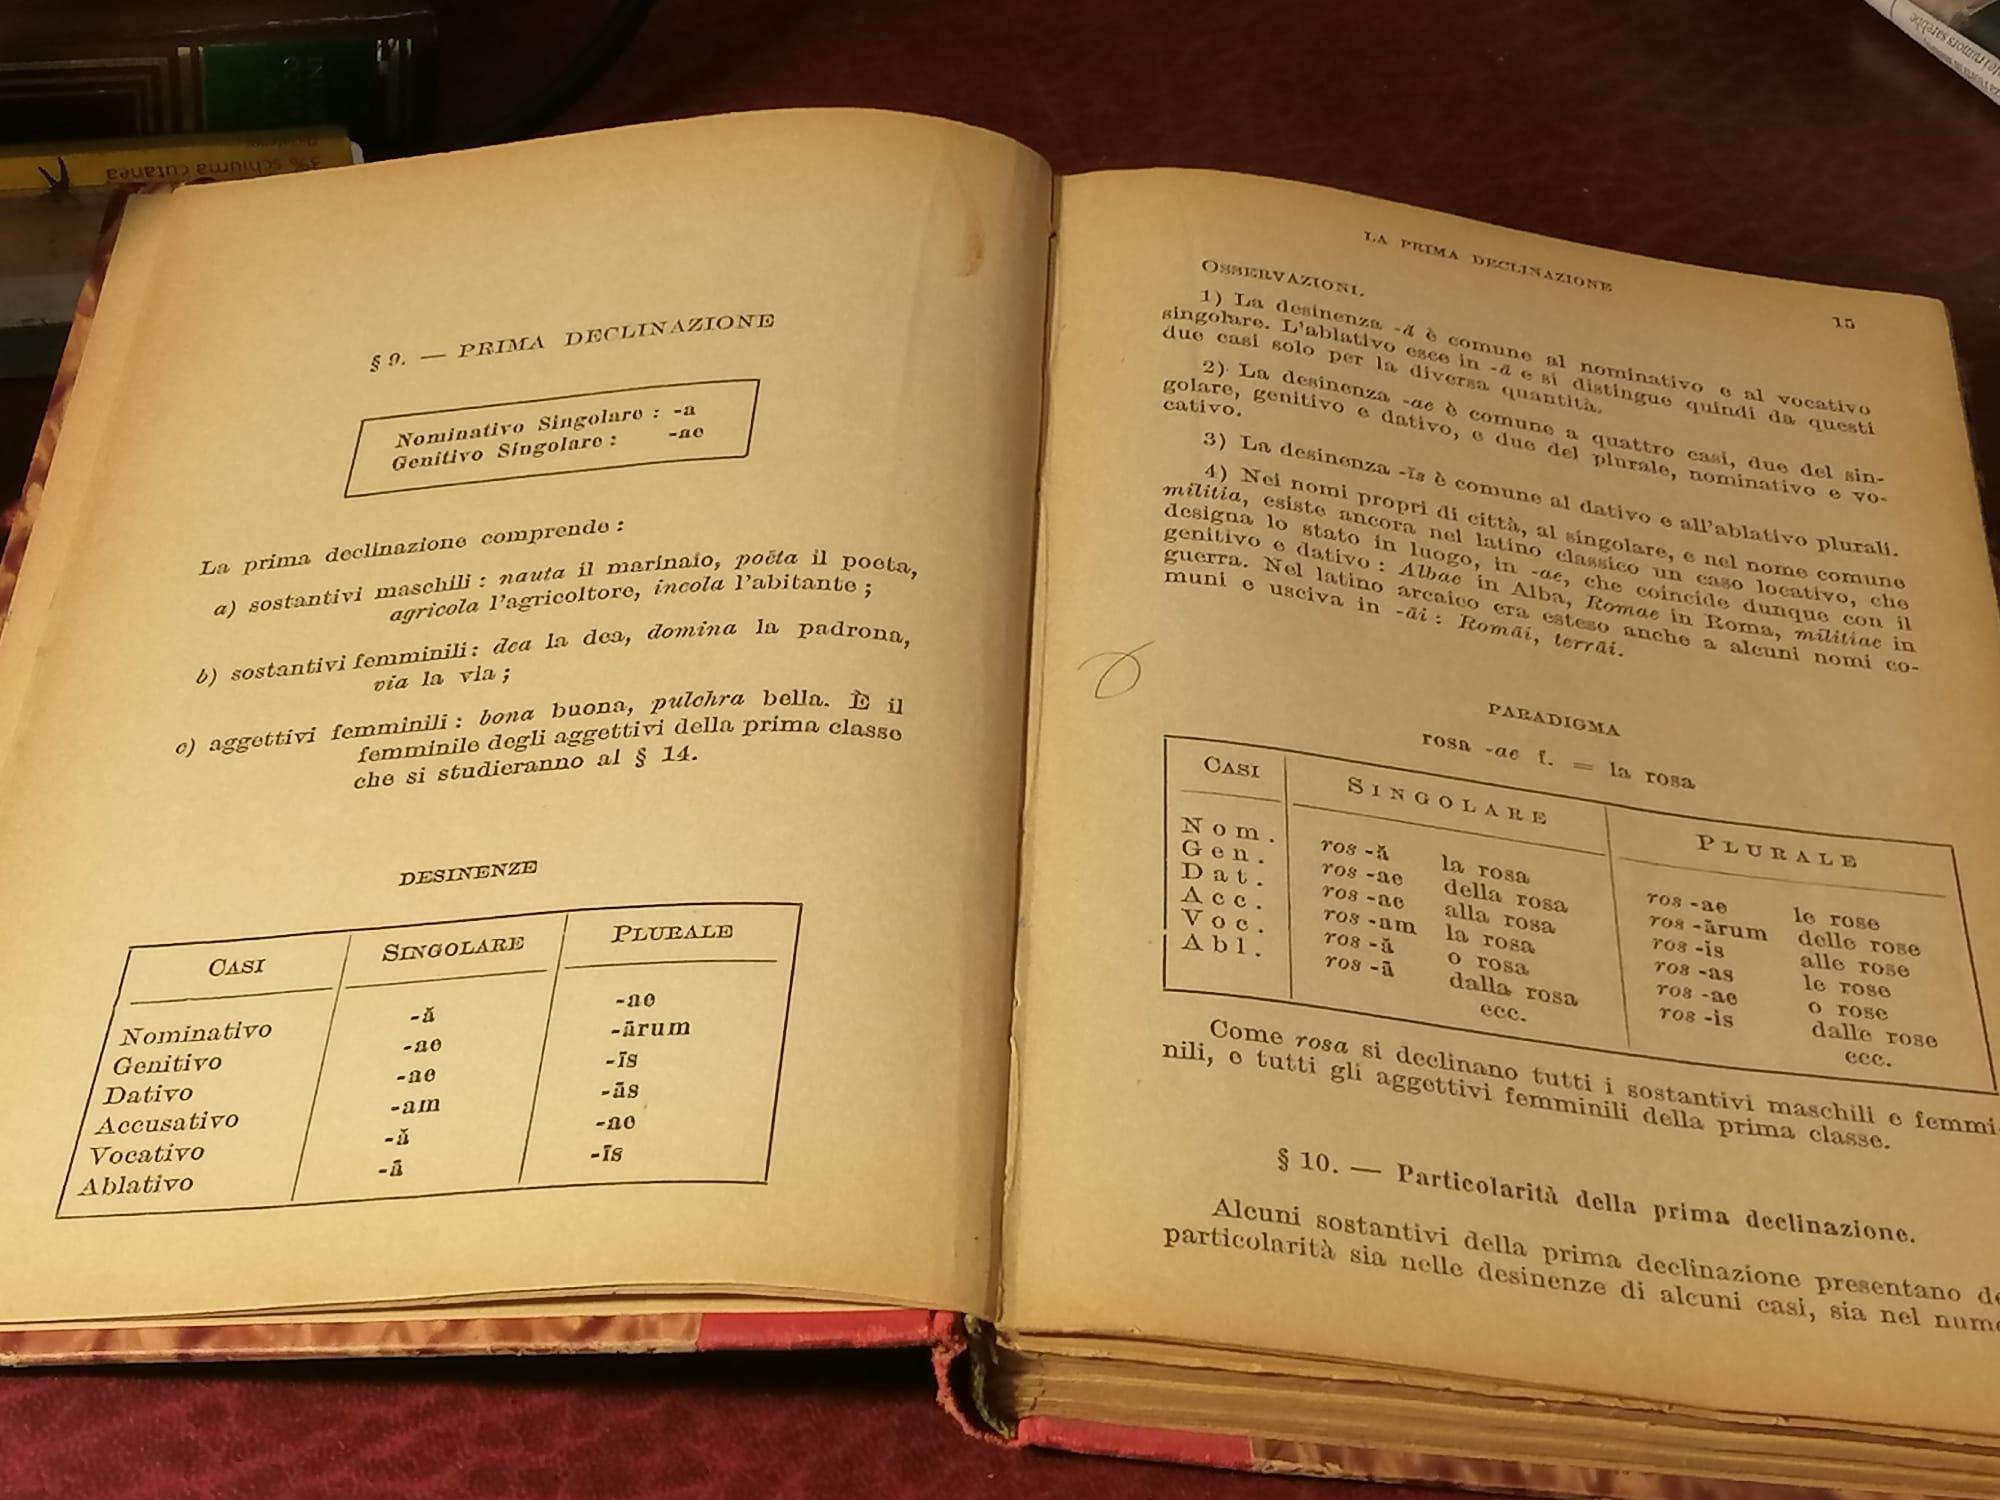 3% schiuma cutanea
§ 9. — PRIMA DECLINAZIONE
Nominativo Singolare : -a
Genitivo Singolare : -ae
La prima declinazione comprende :
a) sostantivi maschili : nauta il marinaio, poëta il poeta,
agricola l'agricoltore, incola l'abitante ;
b) sostantivi femminili : dea la dea, domina la padrona,
via la via ;
c) aggettivi femminili : bona buona, pulchra bella. È il
femminile degli aggettivi della prima classe
che si studieranno al § 14.
DESINENZE
CASI SINGOLARE PLURALE
Nominativo -ă -ae
Genitivo -ae -ārum
Dativo -ae -īs
Accusativo -am -ās
Vocativo -ă -ae
Ablativo -ā -īs
LA PRIMA DECLINAZIONE
15
OSSERVAZIONI.
1) La desinenza -ă è comune al nominativo e al vocativo
singolare. L'ablativo esce in -ā e si distingue quindi da questi
due casi solo per la diversa quantità.
2) La desinenza -ae è comune a quattro casi, due del sin-
golare, genitivo e dativo, e due del plurale, nominativo e vo-
cativo.
3) La desinenza -īs è comune al dativo e all'ablativo plurali.
4) Nei nomi propri di città, al singolare, e nel nome comune
militia, esiste ancora nel latino classico un caso locativo, che
designa lo stato in luogo, in -ae, che coincide dunque con il
genitivo e dativo : Albae in Alba, Romae in Roma, militiae in
guerra. Nel latino arcaico era esteso anche a alcuni nomi co-
muni e usciva in -āi : Romāi, terrāi.
PARADIGMA
rosa -ae f. = la rosa
CASI SINGOLARE PLURALE
Nom. ros -ă la rosa ros -ae le rose
Gen. ros -ae della rosa ros -ārum delle rose
Dat. ros -ae alla rosa ros -is alle rose
Acc. ros -am la rosa ros -as le rose
Voc. ros -ă o rosa ros -ae o rose
Abl. ros -ā dalla rosa ros -is dalle rose
ecc. ecc.
Come rosa si declinano tutti i sostantivi maschili e femmi-
nili, e tutti gli aggettivi femminili della prima classe.
§ 10. — Particolarità della prima declinazione.
Alcuni sostantivi della prima declinazione presentano de
particolarità sia nelle desinenze di alcuni casi, sia nel nume